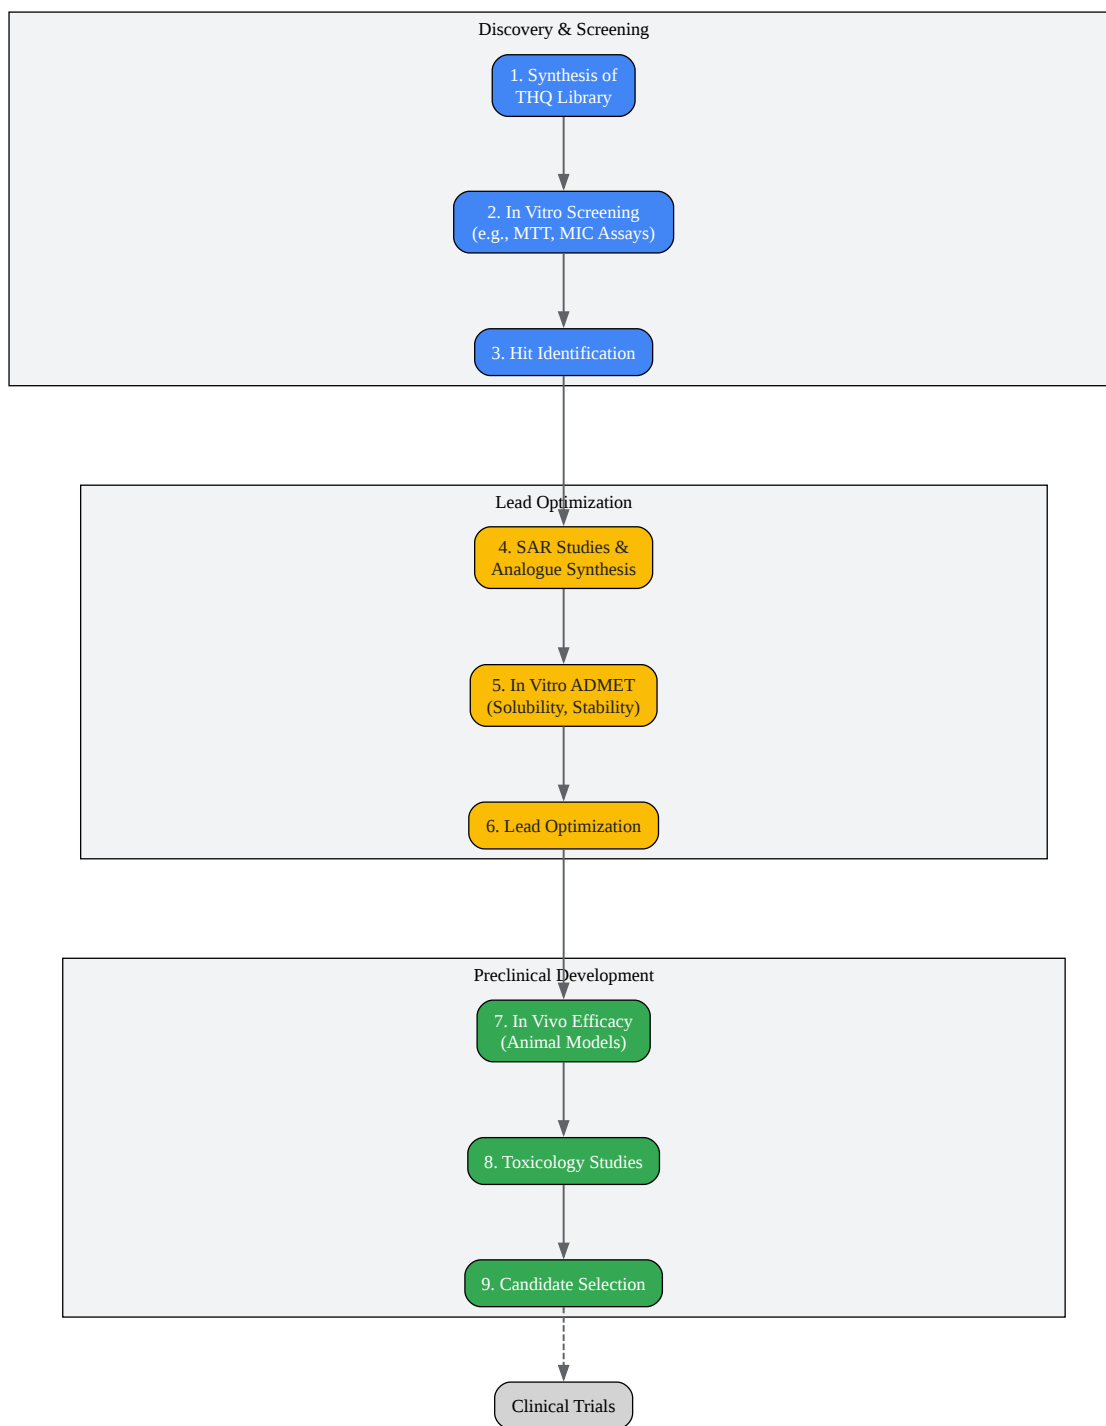 Discovery & Screening
1. Synthesis of
THQ Library
2. In Vitro Screening
(e.g., MTT, MIC Assays)
3. Hit Identification
Lead Optimization
4. SAR Studies &
Analogue Synthesis
5. In Vitro ADMET
(Solubility, Stability)
6. Lead Optimization
Preclinical Development
7. In Vivo Efficacy
(Animal Models)
8. Toxicology Studies
9. Candidate Selection
Clinical Trials